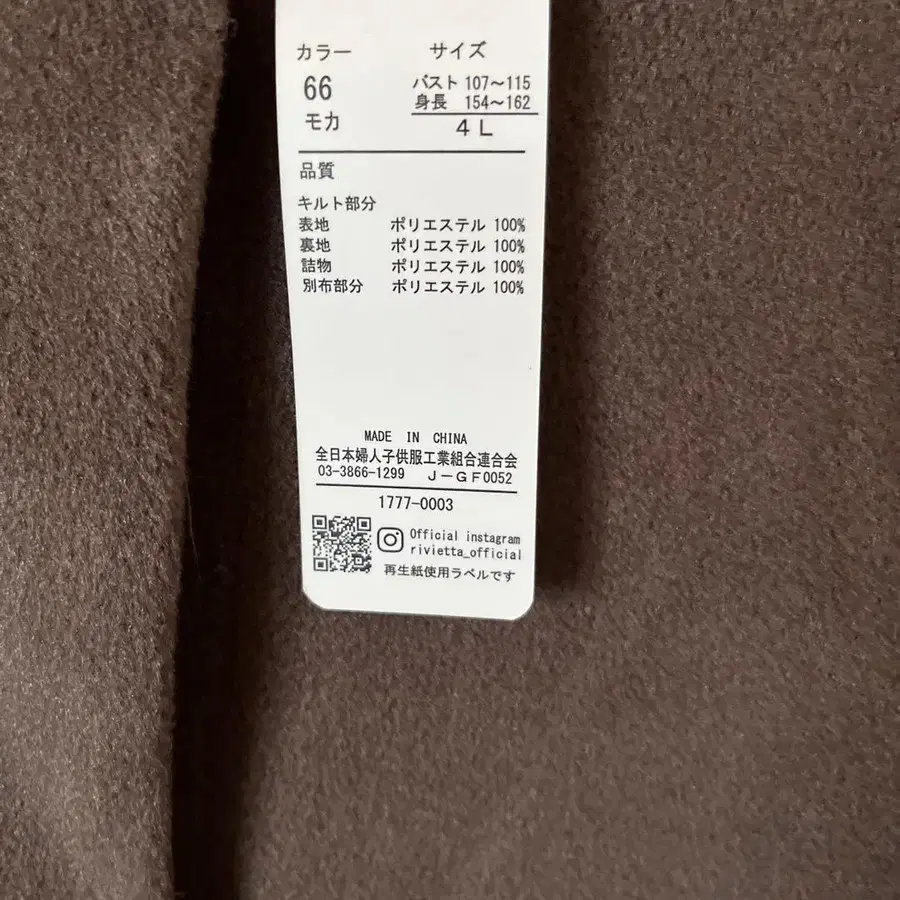 カラー サイズ
66 バスト 107～115
モカ 身長 154～162
4L
品質
キルト部分
表地 ポリエステル 100%
裏地 ポリエステル 100%
詰物 ポリエステル 100%
別布部分 ポリエステル 100%
MADE IN CHINA
全日本婦人子供服工業組合連合会
03-3866-1299 J-GF0052
1777-0003
Official instagram
rivietta_official
再生紙使用ラベルです